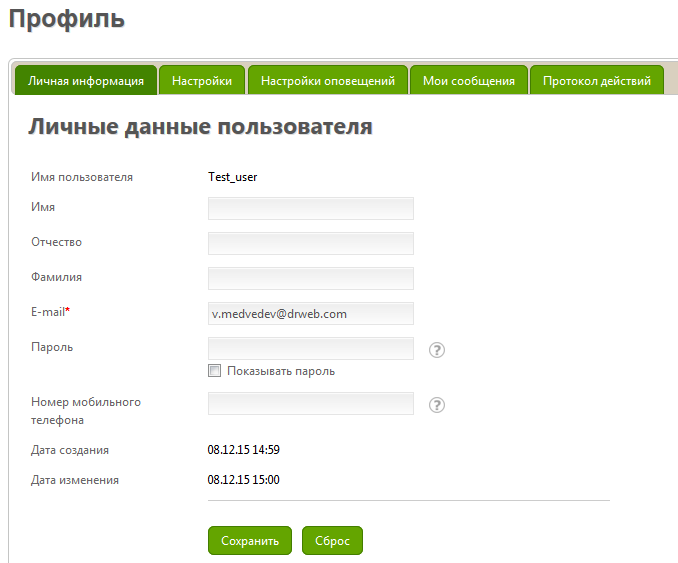 Профиль
Личная информация Настройки Настройки оповещений Мои сообщения Протокол действий
Личные данные пользователя
Имя пользователя Test_user
Имя
Отчество
Фамилия
E-mail* v.medvedev@drweb.com
Пароль ?
Показывать пароль
Номер мобильного
телефона ?
Дата создания 08.12.15 14:59
Дата изменения 08.12.15 15:00
Сохранить Сброс